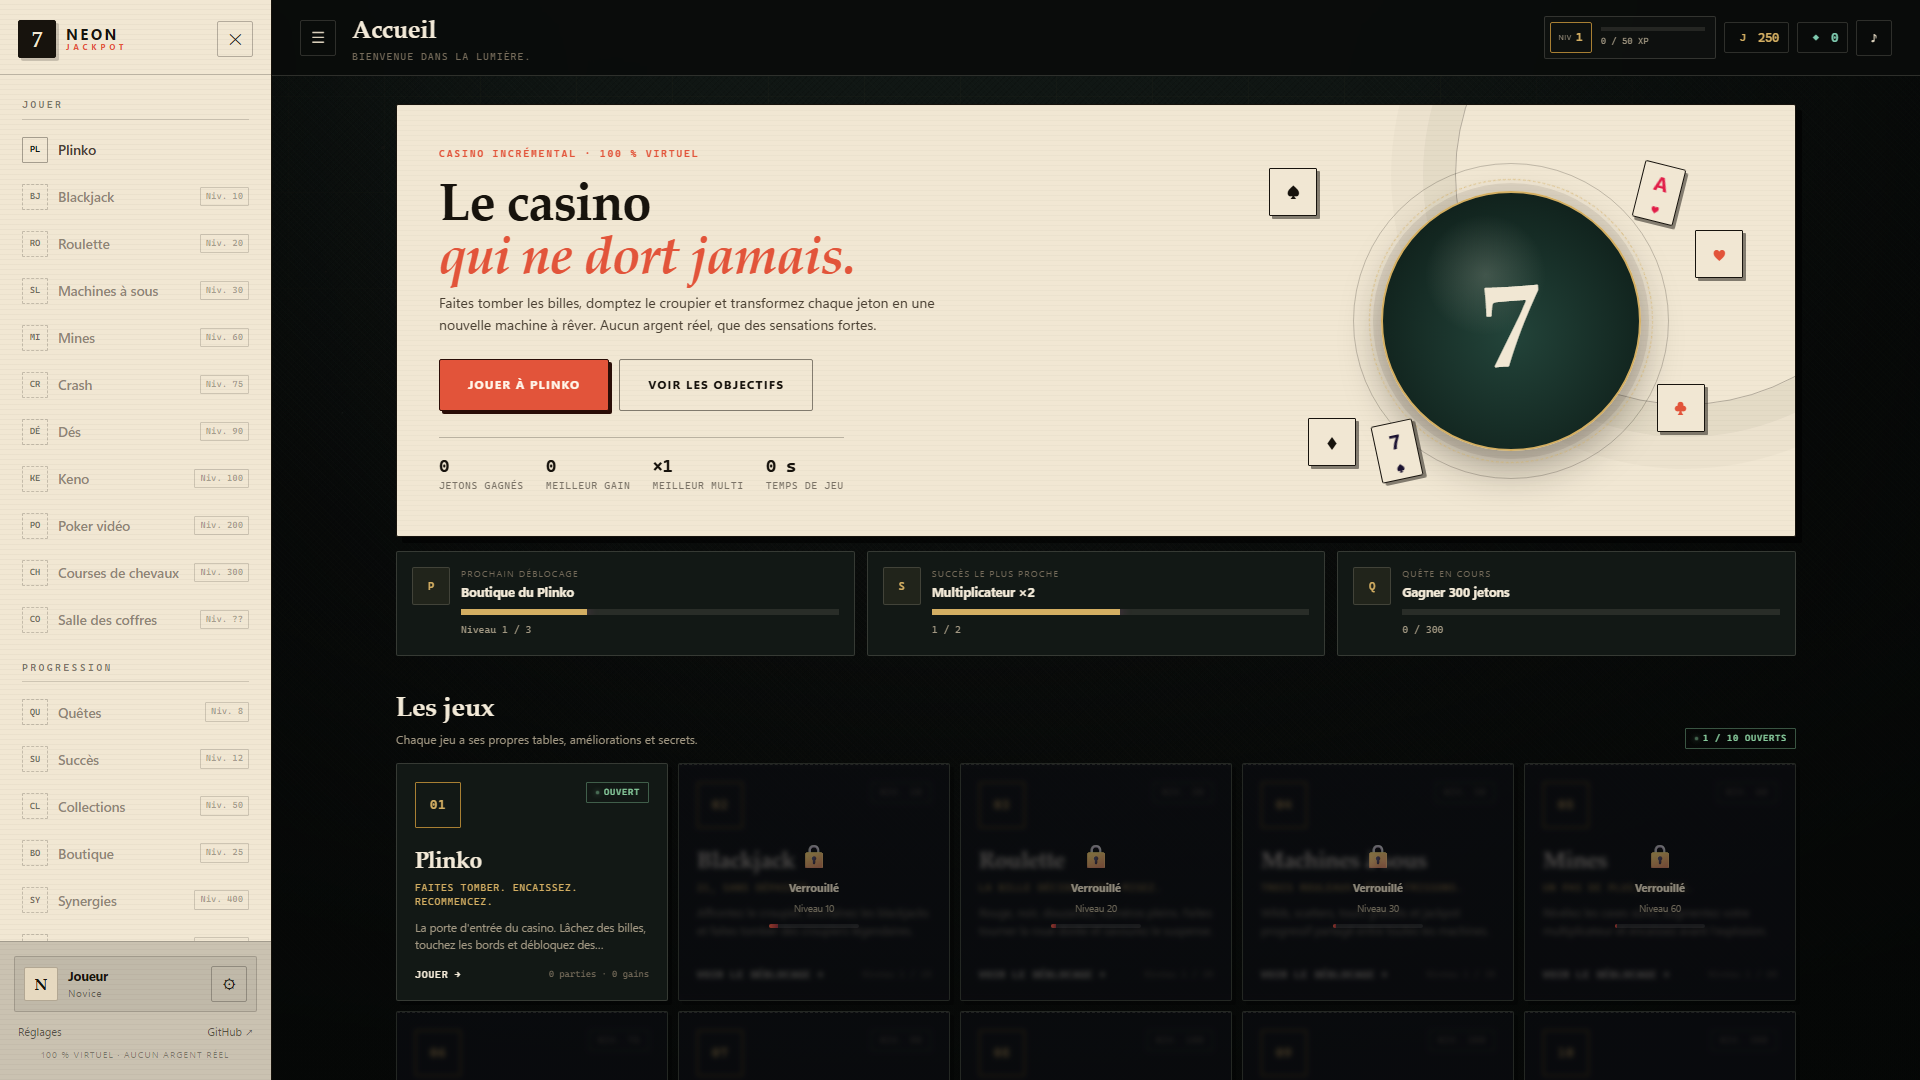 7
NEON
JACKPOT
JOUER
PL Plinko
BJ Blackjack Niv. 10
RO Roulette Niv. 20
SL Machines à sous Niv. 30
MI Mines Niv. 60
CR Crash Niv. 75
DÉ Dés Niv. 90
KE Keno Niv. 100
PO Poker vidéo Niv. 200
CH Courses de chevaux Niv. 300
CO Salle des coffres Niv. ??
PROGRESSION
QU Quêtes Niv. 8
SU Succès Niv. 12
CL Collections Niv. 50
BO Boutique Niv. 25
SY Synergies Niv. 400
N Joueur
Novice
Réglages GitHub ↗
100 % VIRTUEL · AUCUN ARGENT RÉEL
Accueil
BIENVENUE DANS LA LUMIÈRE.
NIV 1
0 / 50 XP
J 250
0
CASINO INCRÉMENTAL · 100 % VIRTUEL
Le casino
qui ne dort jamais.
Faites tomber les billes, domptez le croupier et transformez chaque jeton en une
nouvelle machine à rêver. Aucun argent réel, que des sensations fortes.
JOUER À PLINKO
VOIR LES OBJECTIFS
0 0 ×1 0 s
JETONS GAGNÉS MEILLEUR GAIN MEILLEUR MULTI TEMPS DE JEU
A
7
7
P PROCHAIN DÉBLOCAGE
Boutique du Plinko
Niveau 1 / 3
S SUCCÈS LE PLUS PROCHE
Multiplicateur ×2
1 / 2
Q QUÊTE EN COURS
Gagner 300 jetons
0 / 300
Les jeux
Chaque jeu a ses propres tables, améliorations et secrets.
1 / 10 OUVERTS
01
OUVERT
Plinko
FAITES TOMBER. ENCAISSEZ.
RECOMMENCEZ.
La porte d'entrée du casino. Lâchez des billes,
touchez les bords et débloquez des...
JOUER → 0 parties · 0 gains
Blackjack
Verrouillé
Niveau 10
Roulette
Verrouillé
Niveau 20
Machines à sous
Verrouillé
Niveau 30
Mines
Verrouillé
Niveau 60